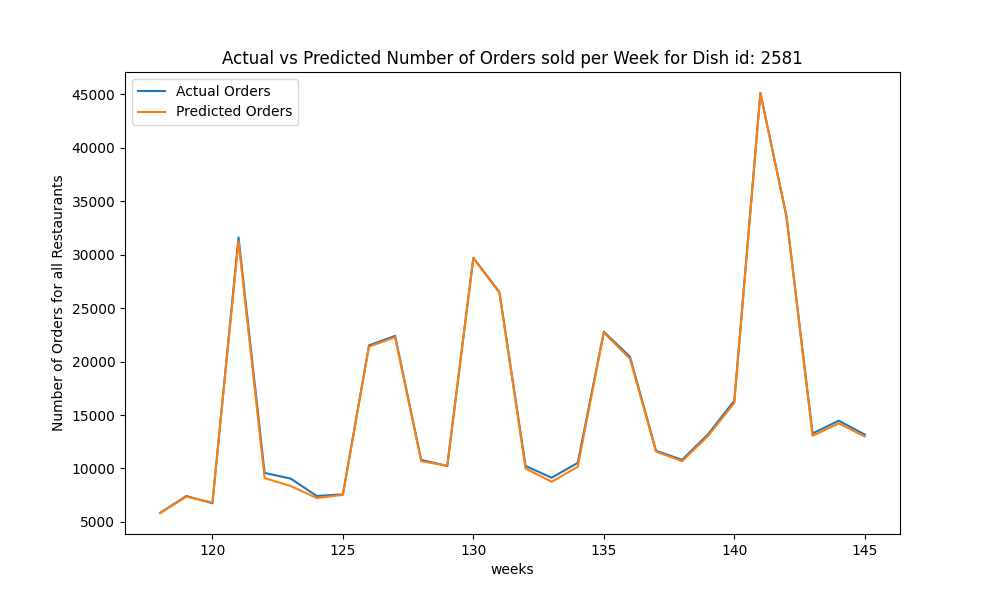 Actual vs Predicted Number of Orders sold per Week for Dish id: 2581
Actual Orders
Predicted Orders
Number of Orders for all Restaurants
45000
40000
35000
30000
25000
20000
15000
10000
5000
120 125 130 135 140 145
weeks